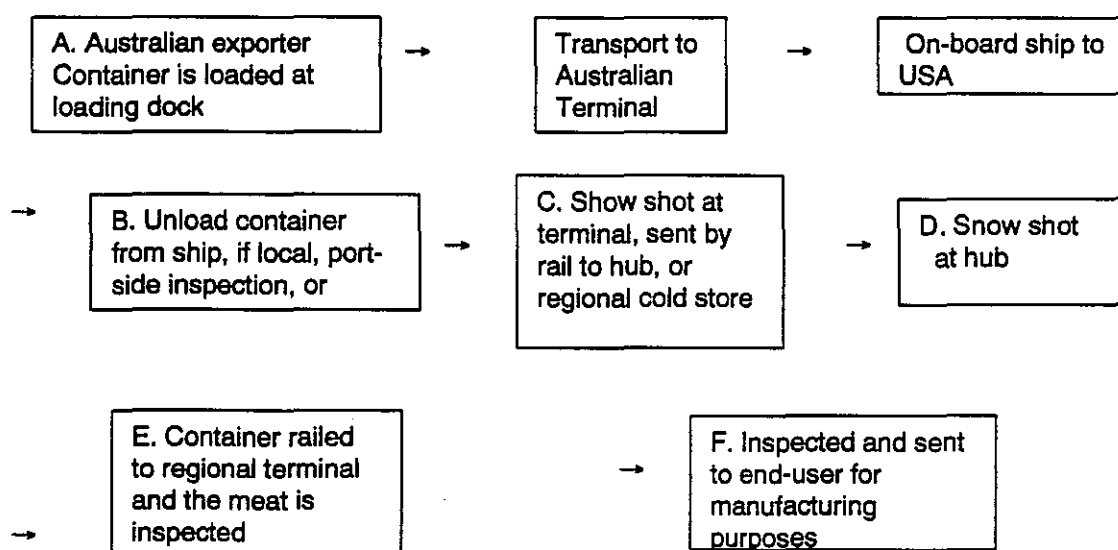 A. Australian exporter
Container is loaded at
loading dock
→
Transport to
Australian
Terminal
→
On-board ship to
USA
→
B. Unload container
from ship, if local, port-
side inspection, or
→
C. Show shot at
terminal, sent by
rail to hub, or
regional cold store
→
D. Snow shot
at hub
→
E. Container railed
to regional terminal
and the meat is
inspected
→
F. Inspected and sent
to end-user for
manufacturing
purposes